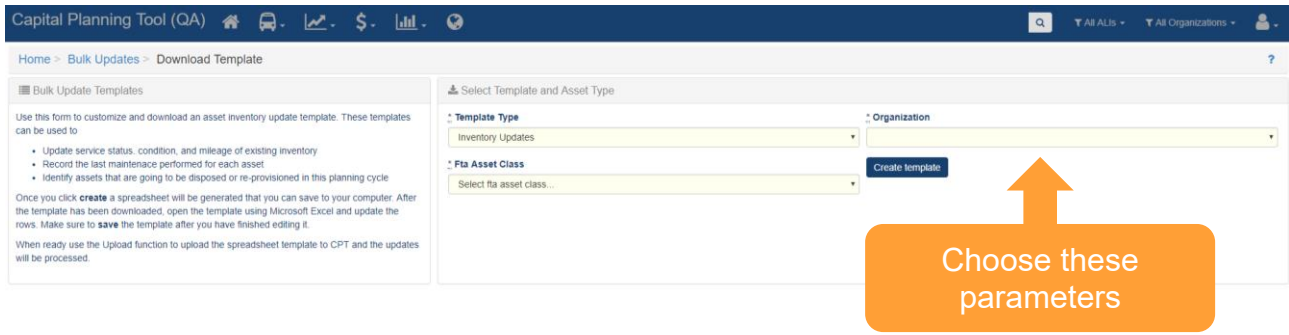 Capital Planning Tool (QA)
$
All ALIs
All Organizations
Home > Bulk Updates > Download Template
?
Bulk Update Templates
Use this form to customize and download an asset inventory update template. These templates
can be used to
• Update service status. condition, and mileage of existing inventory
• Record the last maintenace performed for each asset
• Identify assets that are going to be disposed or re-provisioned in this planning cycle
Once you click create a spreadsheet will be generated that you can save to your computer. After
the template has been downloaded, open the template using Microsoft Excel and update the
rows. Make sure to save the template after you have finished editing it.
When ready use the Upload function to upload the spreadsheet template to CPT and the updates
will be processed.
Select Template and Asset Type
* Template Type
Inventory Updates
* Organization
* Fta Asset Class
Select fta asset class...
Create template
Choose these
parameters